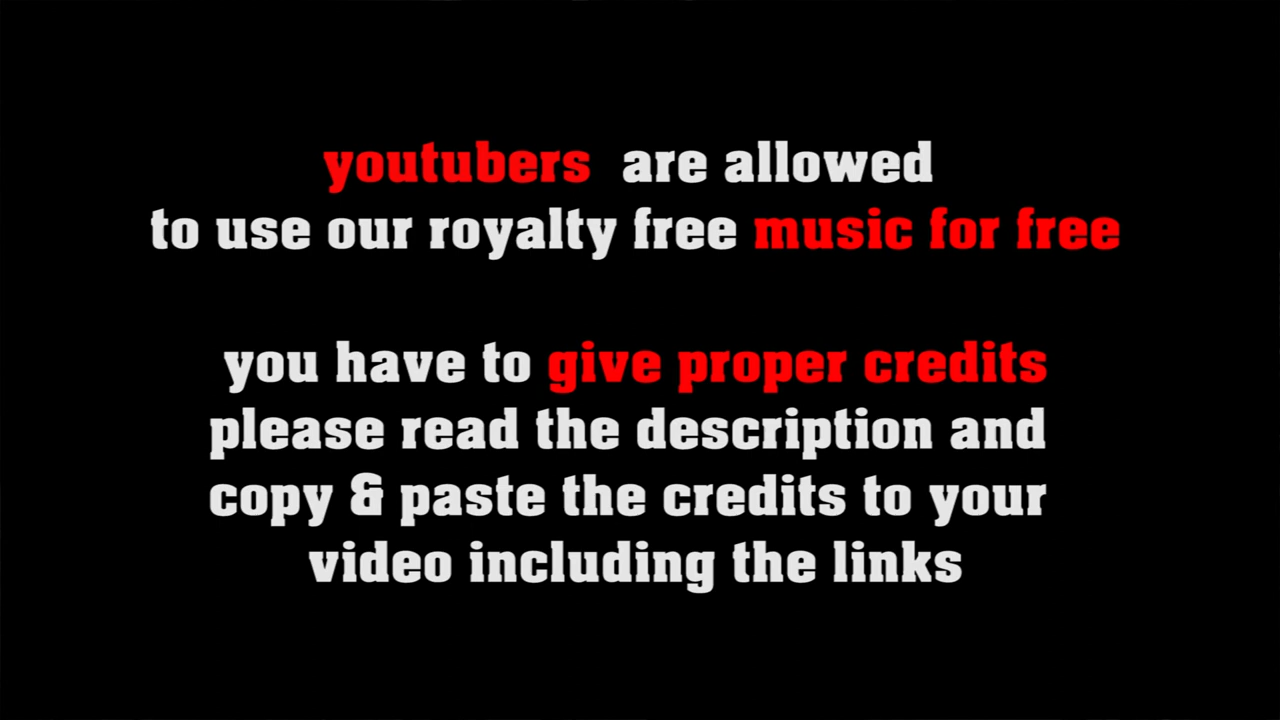 youtubers are allowed
to use our royalty free music for free
you have to give proper credits
please read the description and
copy & paste the credits to your
video including the links